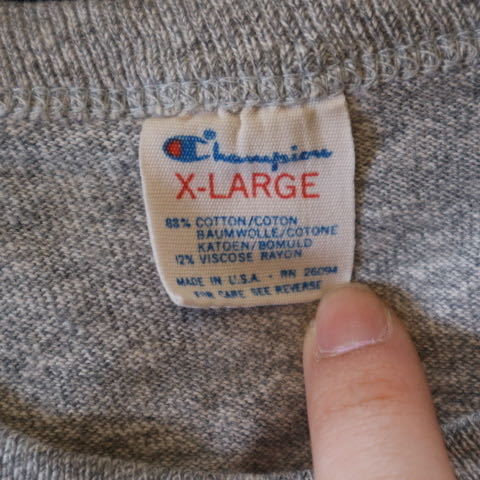 Champion
X-LARGE
88% COTTON/COTON
BAUMWOLLE/COTONE
KATOEN/BOMULD
12% VISCOSE RAYON
MADE IN U.S.A. - RN 26094
FOR CARE SEE REVERSE